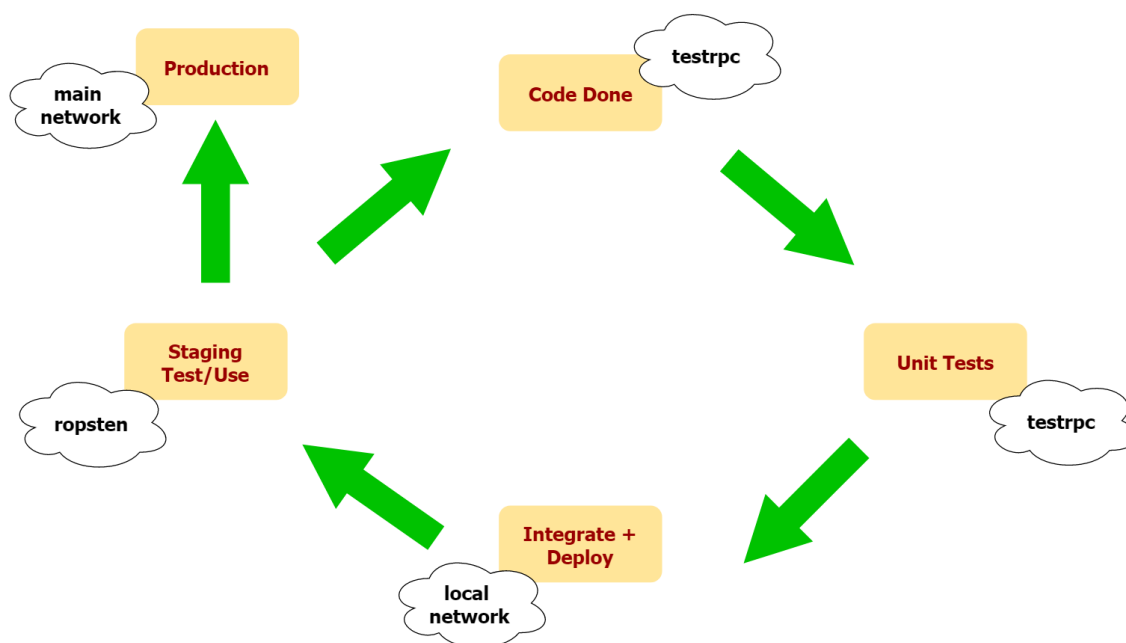 Production
main
network
Code Done
testrpc
Staging
Test/Use
ropsten
Unit Tests
testrpc
Integrate +
Deploy
local
network